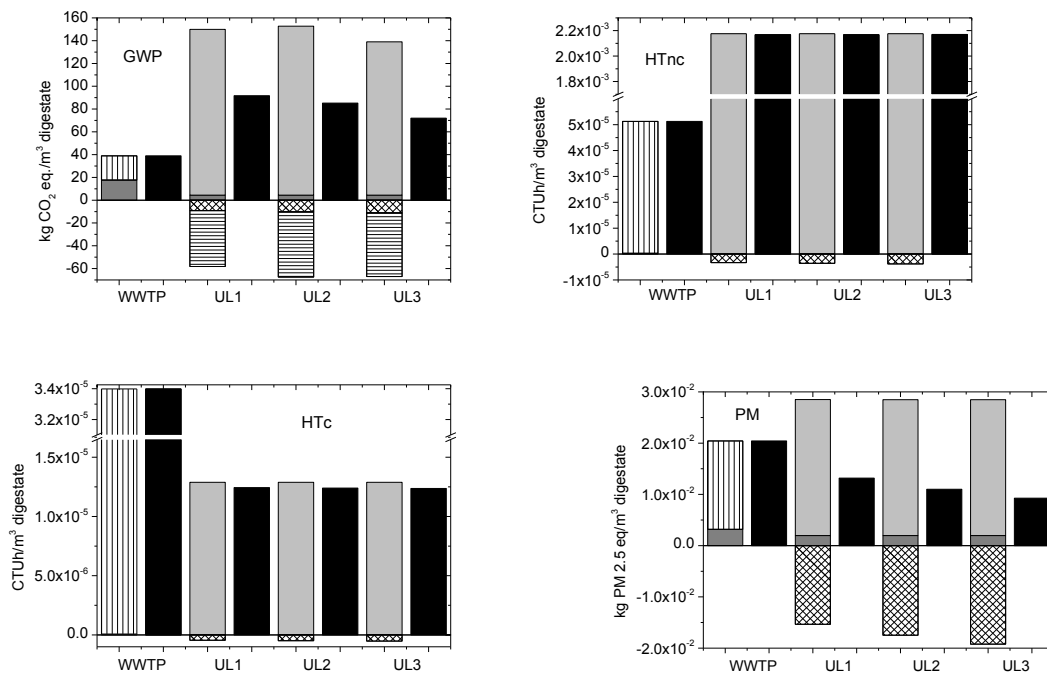 160
140
120
100
80
60
40
20
0
-20
-40
-60
kg CO2 eq./m3 digestate
GWP
WWTP UL1 UL2 UL3
2.2x10-3
2.0x10-3
1.8x10-3
5x10-5
4x10-5
3x10-5
2x10-5
1x10-5
0
-1x10-5
CTUh/m3 digestate
HTnc
WWTP UL1 UL2 UL3
3.4x10-5
3.2x10-5
1.5x10-5
1.0x10-5
5.0x10-6
0.0
CTUh/m3 digestate
HTc
WWTP UL1 UL2 UL3
3.0x10-2
2.0x10-2
1.0x10-2
0.0
-1.0x10-2
-2.0x10-2
kg PM 2.5 eq/m3 digestate
PM
WWTP UL1 UL2 UL3